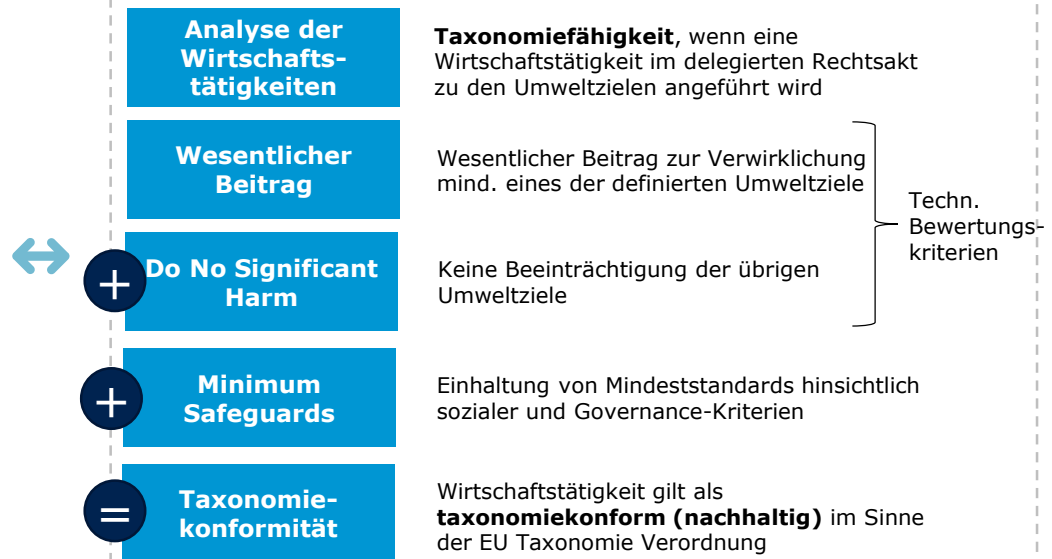 Analyse der
Wirtschafts-
tätigkeiten
Taxonomiefähigkeit, wenn eine
Wirtschaftstätigkeit im delegierten Rechtsakt
zu den Umweltzielen angeführt wird
Wesentlicher
Beitrag
Wesentlicher Beitrag zur Verwirklichung
mind. eines der definierten Umweltziele
Techn.
Bewertungs-
kriterien
+
Do No Significant
Harm
Keine Beeinträchtigung der übrigen
Umweltziele
+
Minimum
Safeguards
Einhaltung von Mindeststandards hinsichtlich
sozialer und Governance-Kriterien
=
Taxonomie-
konformität
Wirtschaftstätigkeit gilt als
taxonomiekonform (nachhaltig) im Sinne
der EU Taxonomie Verordnung